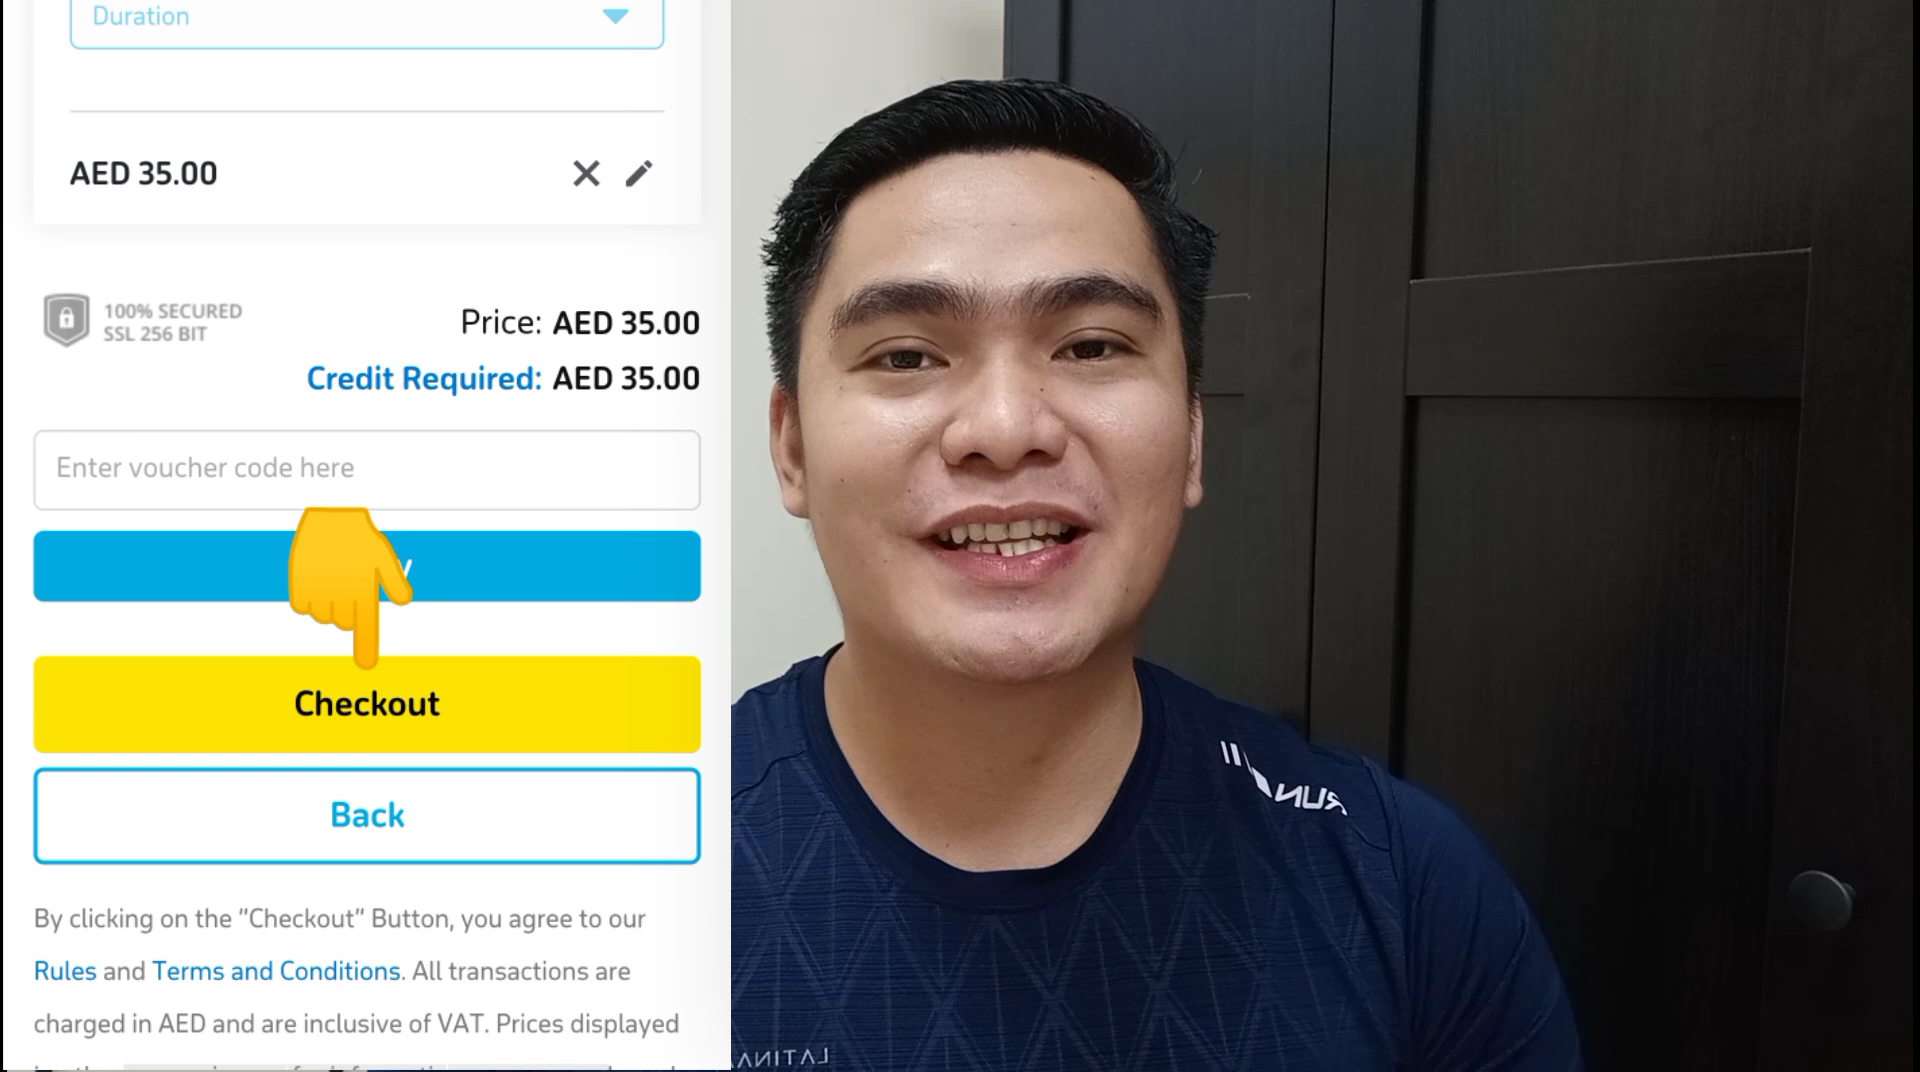 Duration
AED 35.00
100% SECURED
SSL 256 BIT
Price: AED 35.00
Credit Required: AED 35.00
Enter voucher code here
Checkout
Back
By clicking on the "Checkout" Button, you agree to our
Rules and Terms and Conditions. All transactions are
charged in AED and are inclusive of VAT. Prices displayed
RUN